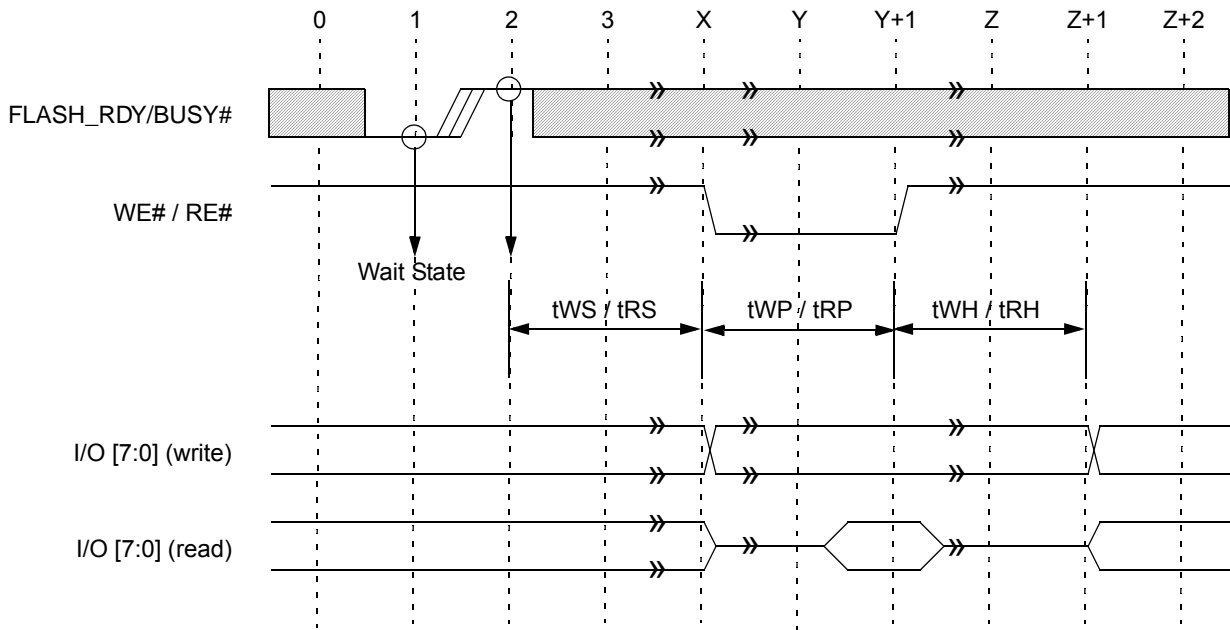 0 1 2 3 X Y Y+1 Z Z+1 Z+2
FLASH_RDY/BUSY#
WE# / RE#
Wait State
tWS / tRS tWP / tRP tWH / tRH
I/O [7:0] (write)
I/O [7:0] (read)